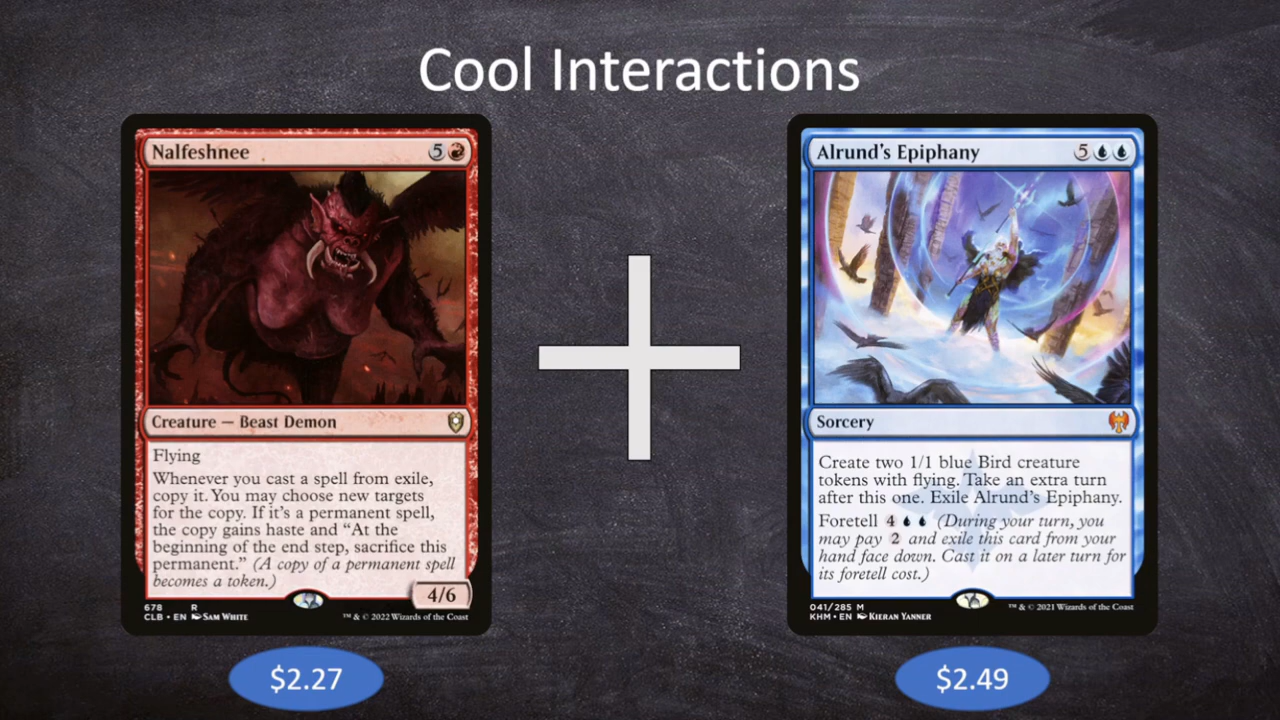 Cool Interactions
Nalfeshnee 5
Creature — Beast Demon
Flying
Whenever you cast a spell from exile,
copy it. You may choose new targets
for the copy. If it's a permanent spell,
the copy gains haste and “At the
beginning of the end step, sacrifice this
permanent.” (A copy of a permanent spell
becomes a token.)
4/6
678 R
CLB • EN SAM WHITE
™ & © 2022 Wizards of the Coast
$2.27
Alrund's Epiphany 5
Sorcery
Create two 1/1 blue Bird creature
tokens with flying. Take an extra turn
after this one. Exile Alrund's Epiphany.
Foretell 4 (During your turn, you
may pay 2 and exile this card from your
hand face down. Cast it on a later turn for
its foretell cost.)
041/285 M
KHM • EN KIERAN YANNER
™ & © 2021 Wizards of the Coast
$2.49